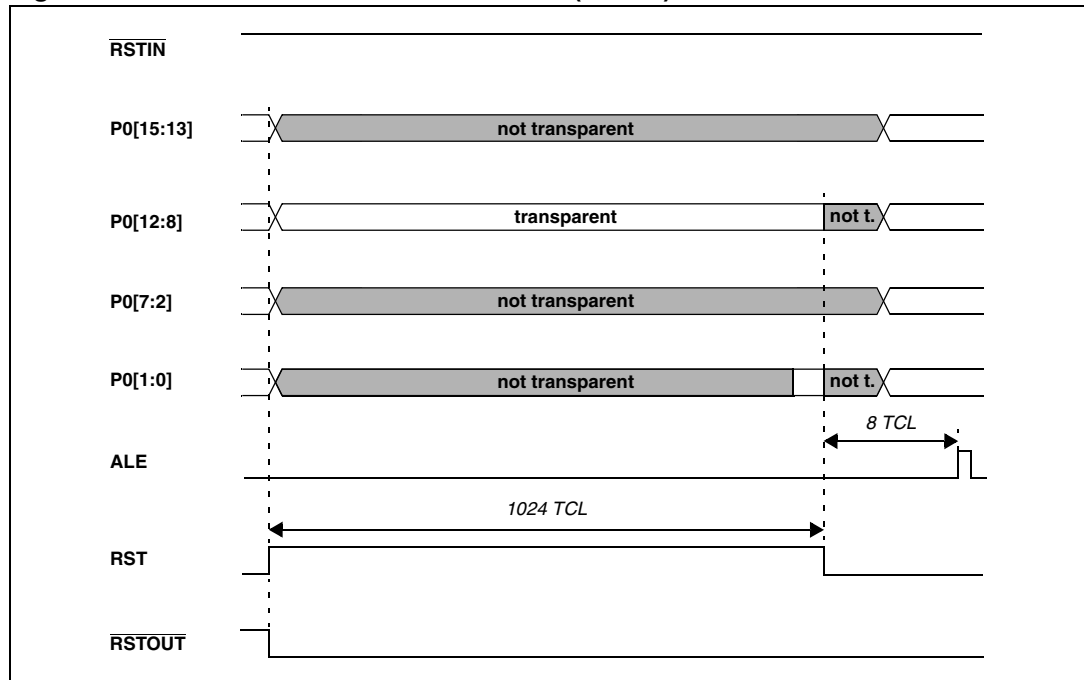 RSTIN
P0[15:13]
not transparent
P0[12:8]
transparent
not t.
P0[7:2]
not transparent
P0[1:0]
not transparent
not t.
8 TCL
ALE
1024 TCL
RST
RSTOUT